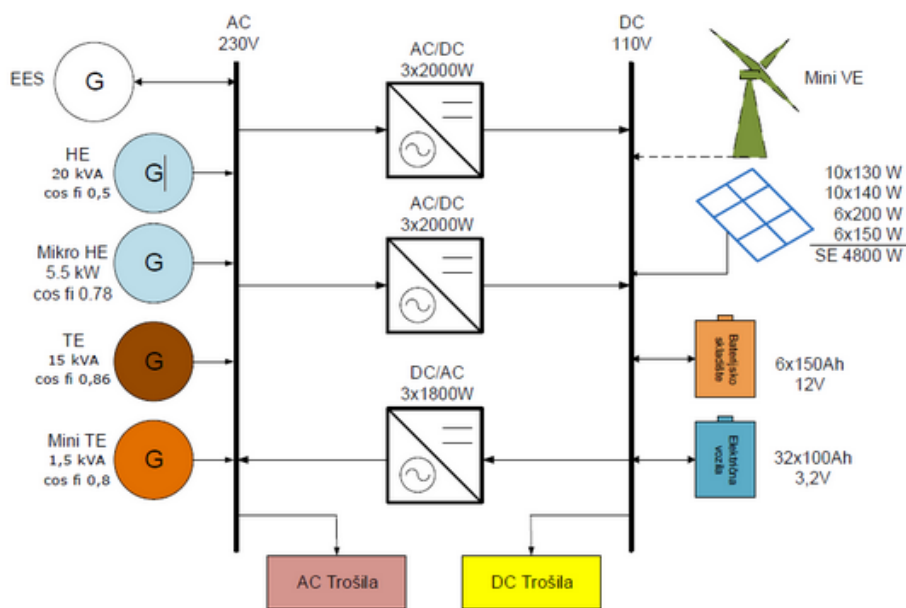 AC
230V
EES
G
HE
20 kVA
cos fi 0,5
G
Mikro HE
5.5 kW
cos fi 0.78
G
TE
15 kVA
cos fi 0,86
G
Mini TE
1,5 kVA
cos fi 0,8
G
AC/DC
3x2000W
AC/DC
3x2000W
DC/AC
3x1800W
DC
110V
Mini VE
10x130 W
10x140 W
6x200 W
6x150 W
SE 4800 W
Baterijsko
skladište
6x150Ah
12V
Električna
vozila
32x100Ah
3,2V
AC Trošila
DC Trošila